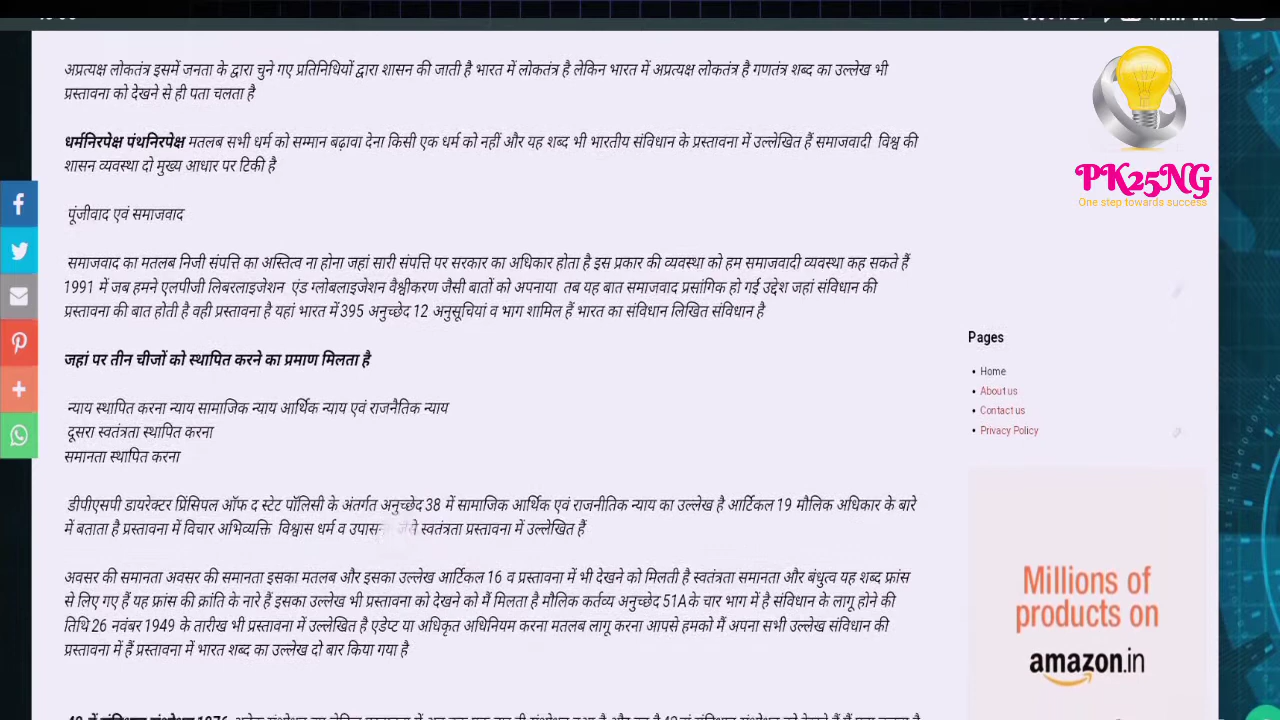 अप्रत्यक्ष लोकतंत्र इसमें जनता के द्वारा चुने गए प्रतिनिधियों द्वारा शासन की जाती है भारत में लोकतंत्र है लेकिन भारत में अप्रत्यक्ष लोकतंत्र है गणतंत्र शब्द का उल्लेख भी
प्रस्तावना को देखने से ही पता चलता है
धर्मनिरपेक्ष पंथनिरपेक्ष मतलब सभी धर्म को सम्मान बढ़ावा देना किसी एक धर्म को नहीं और यह शब्द भी भारतीय संविधान के प्रस्तावना में उल्लेखित हैं समाजवादी विश्व की
शासन व्यवस्था दो मुख्य आधार पर टिकी है
पूंजीवाद एवं समाजवाद
समाजवाद का मतलब निजी संपत्ति का अस्तित्व ना होना जहां सारी संपत्ति पर सरकार का अधिकार होता है इस प्रकार की व्यवस्था को हम समाजवादी व्यवस्था कह सकते हैं
1991 में जब हमने एलपीजी लिबरलाइजेशन एंड ग्लोबलाइजेशन वैश्वीकरण जैसी बातों को अपनाया तब यह बात समाजवाद प्रसांगिक हो गई उद्देश जहां संविधान की
प्रस्तावना की बात होती है वही प्रस्तावना है यहां भारत में 395 अनुच्छेद 12 अनुसूचियां व भाग शामिल हैं भारत का संविधान लिखित संविधान है
जहां पर तीन चीजों को स्थापित करने का प्रमाण मिलता है
न्याय स्थापित करना न्याय सामाजिक न्याय आर्थिक न्याय एवं राजनैतिक न्याय
दूसरा स्वतंत्रता स्थापित करना
समानता स्थापित करना
डीपीएसपी डायरेक्टर प्रिंसिपल ऑफ द स्टेट पॉलिसी के अंतर्गत अनुच्छेद 38 में सामाजिक आर्थिक एवं राजनीतिक न्याय का उल्लेख है आर्टिकल 19 मौलिक अधिकार के बारे
में बताता है प्रस्तावना में विचार अभिव्यक्ति विश्वास धर्म व उपासना जैसे स्वतंत्रता प्रस्तावना में उल्लेखित हैं
अवसर की समानता अवसर की समानता इसका मतलब और इसका उल्लेख आर्टिकल 16 व प्रस्तावना में भी देखने को मिलती है स्वतंत्रता समानता और बंधुत्व यह शब्द फ्रांस
से लिए गए हैं यह फ्रांस की क्रांति के नारे हैं इसका उल्लेख भी प्रस्तावना को देखने को मैं मिलता है मौलिक कर्तव्य अनुच्छेद 51A के चार भाग में है संविधान के लागू होने की
तिथि 26 नवंबर 1949 के तारीख भी प्रस्तावना में उल्लेखित है एडेप्ट या अधिकृत अधिनियम करना मतलब लागू करना आपसे हमको मैं अपना सभी उल्लेख संविधान की
प्रस्तावना में हैं प्रस्तावना में भारत शब्द का उल्लेख दो बार किया गया है
PK25NG
One step towards success
Pages
Home
About us
Contact us
Privacy Policy
Millions of
products on
amazon.in